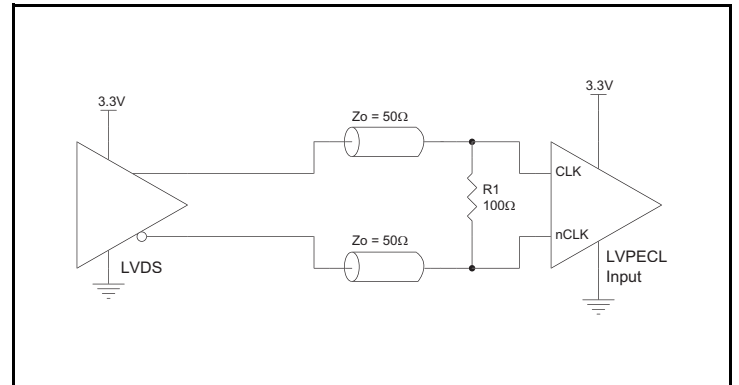 3.3V
3.3V
Zo = 50Ω
CLK
R1
100Ω
Zo = 50Ω
nCLK
LVDS
LVPECL
Input